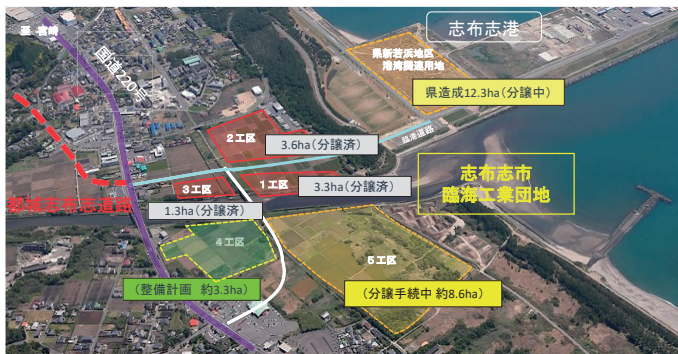 至 宮崎
国道220号
志布志港
県新若浜地区
港湾関連用地
県造成12.3ha(分譲中)
2工区
3.6ha(分譲済)
臨港道路
志布志市
臨海工業団地
3工区
1工区
3.3ha(分譲済)
都城志布志道路
1.3ha(分譲済)
4工区
5工区
(整備計画 約3.3ha)
(分譲手続中 約8.6ha)